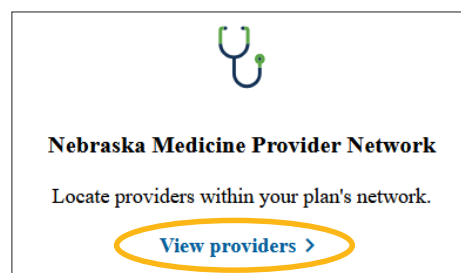 Nebraska Medicine Provider Network
Locate providers within your plan's network.
View providers >